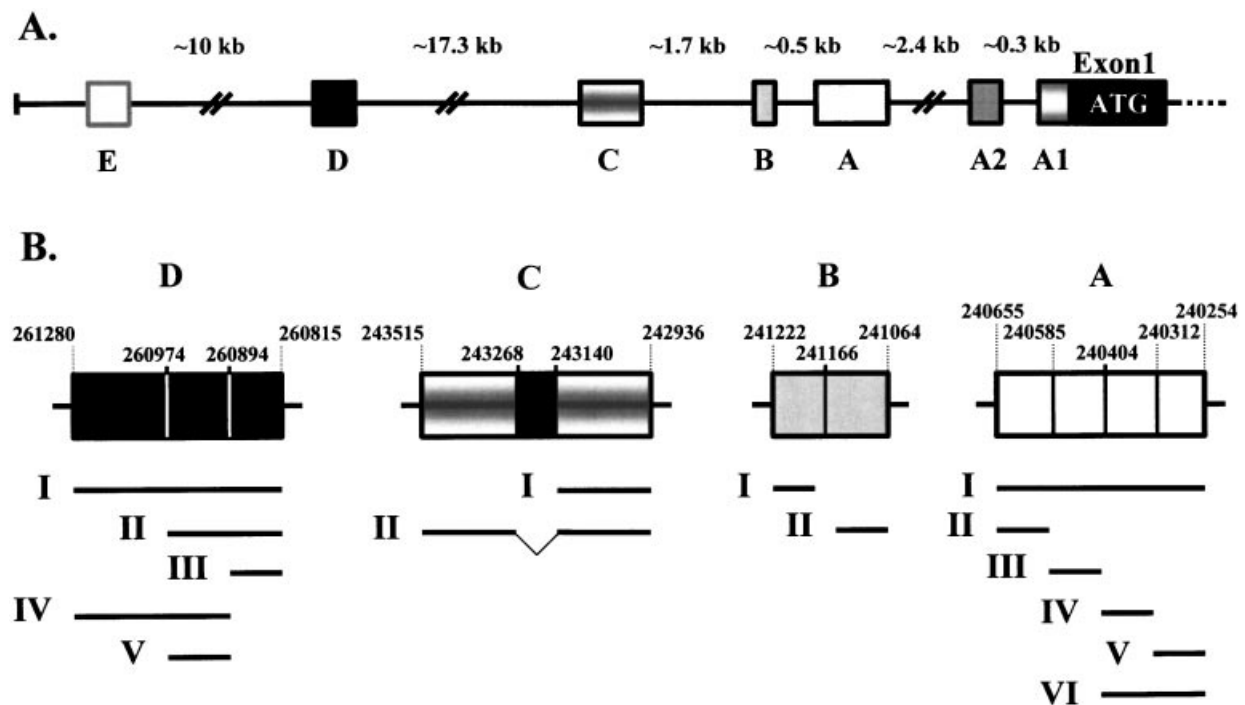 A.
~10 kb ~17.3 kb ~1.7 kb ~0.5 kb ~2.4 kb ~0.3 kb
Exon1
ATG
E D C B A A2 A1
B.
D C B A
261280 260815 243515 242936 241222 241064 240655 240254
260974 260894 243268 243140 241166 240585 240312
240404
I I I I
II II II II
III III
IV IV
V V
VI